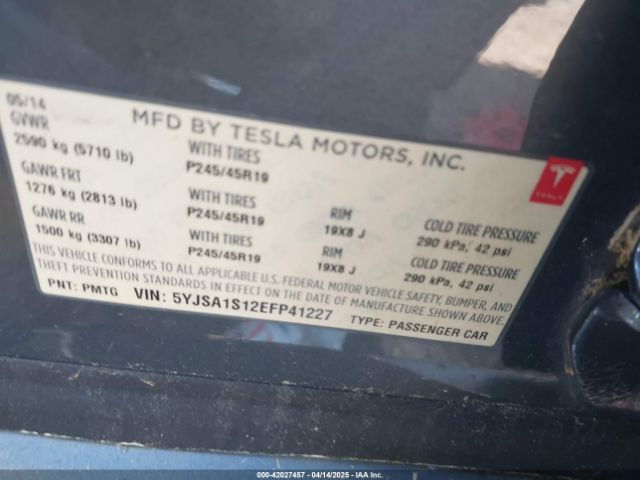 05/14
MFD BY TESLA MOTORS, INC.
GVWR
2590 kg (5710 lb)
WITH TIRES
P245/45R19
GAWR FRT
1276 kg (2813 lb)
WITH TIRES
P245/45R19
RIM
19X8 J
COLD TIRE PRESSURE
290 kPa, 42 psi
GAWR RR
1500 kg (3307 lb)
WITH TIRES
P245/45R19
RIM
19X8 J
COLD TIRE PRESSURE
290 kPa, 42 psi
THIS VEHICLE CONFORMS TO ALL APPLICABLE U.S. FEDERAL MOTOR VEHICLE SAFETY, BUMPER, AND
THEFT PREVENTION STANDARDS IN EFFECT ON THE DATE OF MANUFACTURE SHOWN ABOVE.
PNT: PMTG VIN: 5YJSA1S12EFP41227 TYPE: PASSENGER CAR
TESLA
000-42027457 - 04/14/2025 - IAAI, Inc.